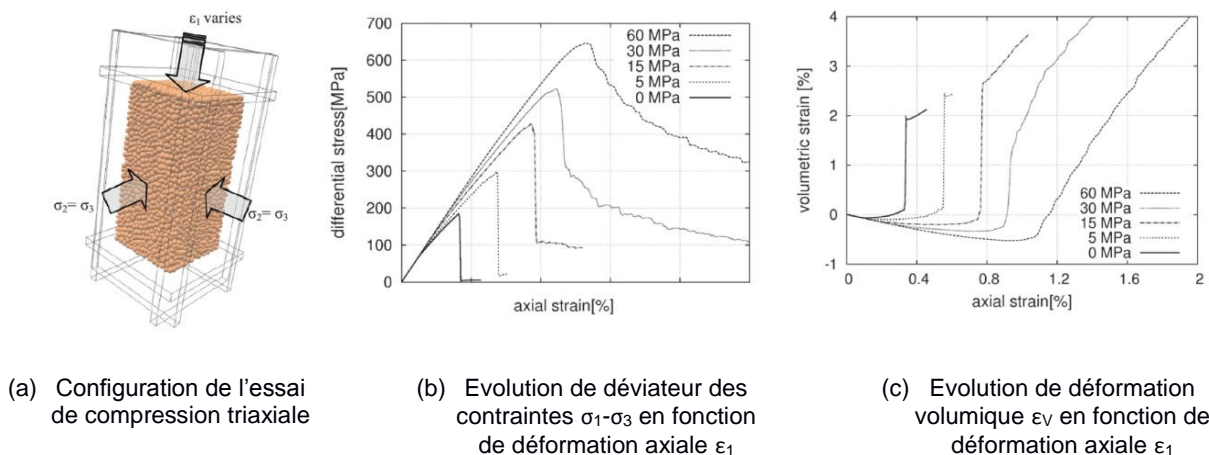 ε1 varies
σ2= σ3
σ2= σ3
differential stress[MPa]
700
600
500
400
300
200
100
0
60 MPa
30 MPa
15 MPa
5 MPa
0 MPa
axial strain[%]
volumetric strain [%]
4
3
2
1
0
-1
60 MPa
30 MPa
15 MPa
5 MPa
0 MPa
0
0.4
0.8
1.2
1.6
2
axial strain[%]
(a) Configuration de l’essai
de compression triaxiale
(b) Evolution de déviateur des
contraintes σ1-σ3 en fonction
de déformation axiale ε1
(c) Evolution de déformation
volumique εV en fonction de
déformation axiale ε1